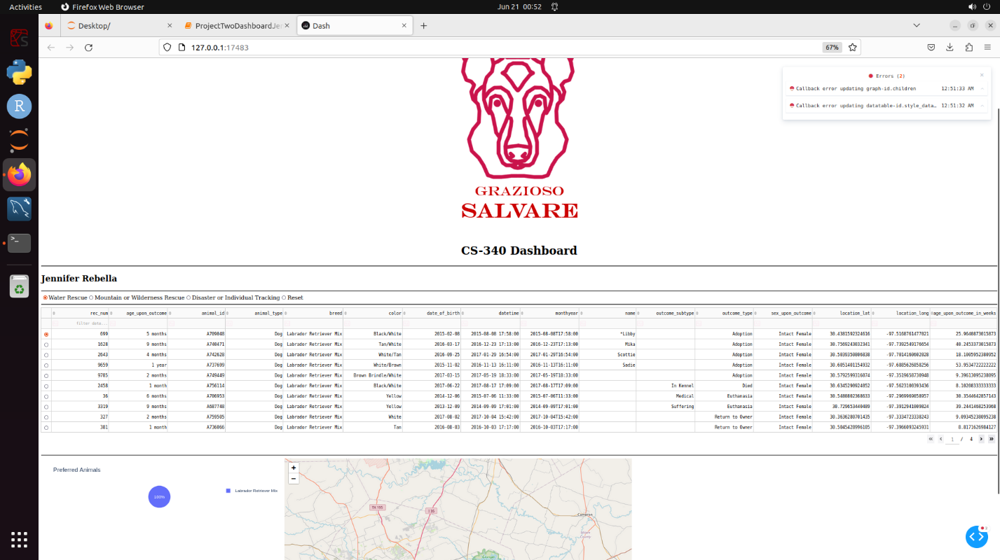 Activities Firefox Web Browser Jun 21 00:52
Desktop/ ProjectTwoDashboardJe Dash
127.0.0.1:17483 67%
Errors (2)
Callback error updating graph-id.children 12:51:33 AM
Callback error updating datatable-id.style_data... 12:51:32 AM
GRAZIOSO
SALVARE
CS-340 Dashboard
Jennifer Rebella
Water Rescue Mountain or Wilderness Rescue Disaster or Individual Tracking Reset
rec_num age_upon_outcome animal_id animal_type breed color date_of_birth datetime monthyear name outcome_subtype outcome_type sex_upon_outcome location_lat location_long age_upon_outcome_in_weeks
filter data...
699 5 months A709048 Dog Labrador Retriever Mix Black/White 2015-02-08 2015-08-08 17:58:00 2015-08-08T17:58:00 *Libby Adoption Intact Female 30.4381592324616 -97.5168761477021 25.9640873015873
1628 9 months A740471 Dog Labrador Retriever Mix Tan/White 2016-03-17 2016-12-23 17:13:00 2016-12-23T17:13:00 Mika Adoption Intact Female 30.7569243032341 -97.7392549176654 40.2453373015873
2643 4 months A742628 Dog Labrador Retriever Mix White/Tan 2016-09-25 2017-01-29 16:54:00 2017-01-29T16:54:00 Scottie Adoption Intact Female 30.5039350806838 -97.7014160602028 18.1005952380952
9659 1 year A737699 Dog Labrador Retriever Mix White/Brown 2015-11-02 2016-11-13 16:11:00 2016-11-13T16:11:00 Sadie Adoption Intact Female 30.6051401154932 -97.6885626858256 53.9534722222222
9785 2 months A749449 Dog Labrador Retriever Mix Brown Brindle/White 2017-03-15 2017-05-19 18:33:00 2017-05-19T18:33:00 Adoption Intact Female 30.5792599316074 -97.3519658730948 9.39613095238095
2458 1 month A756114 Dog Labrador Retriever Mix Black/White 2017-06-22 2017-08-17 17:09:00 2017-08-17T17:09:00 In Kennel Died Intact Female 30.6345290924052 -97.5623100393436 8.10208333333333
36 6 months A706953 Dog Labrador Retriever Mix Yellow 2014-12-06 2015-07-06 11:33:00 2015-07-06T11:33:00 Medical Euthanasia Intact Female 30.5480802368633 -97.2969969058957 30.3544642857143
3319 9 months A687748 Dog Labrador Retriever Mix Yellow 2013-12-09 2014-09-09 17:01:00 2014-09-09T17:01:00 Suffering Euthanasia Intact Female 30.729653440489 -97.3912941009824 39.2441468253968
327 2 months A759505 Dog Labrador Retriever Mix White 2017-08-02 2017-10-04 15:42:00 2017-10-04T15:42:00 Return to Owner Intact Female 30.3636280701435 -97.3334723338243 9.09345238095238
381 1 month A736066 Dog Labrador Retriever Mix Tan 2016-08-03 2016-10-03 17:17:00 2016-10-03T17:17:00 Return to Owner Intact Female 30.5045428996105 -97.3966093245931 8.8171626984127
1 / 4
Preferred Animals
Labrador Retriever Mix
100%
+
−
TX 195
I 35
Cameron
County